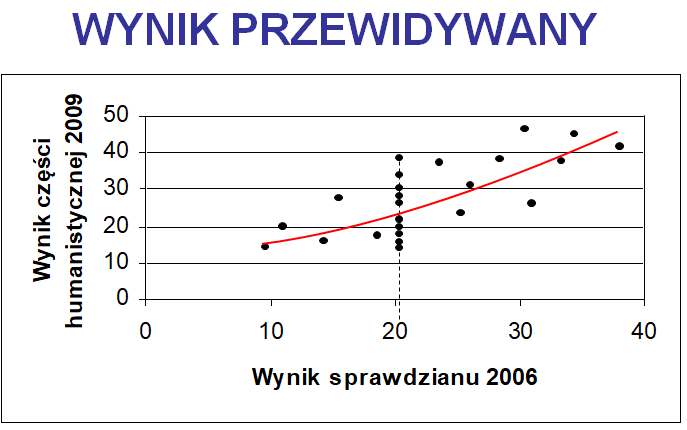 WYNIK PRZEWIDYWANY
Wynik części
humanistycznej 2009
50
40
30
20
10
0
0 10 20 30 40
Wynik sprawdzianu 2006